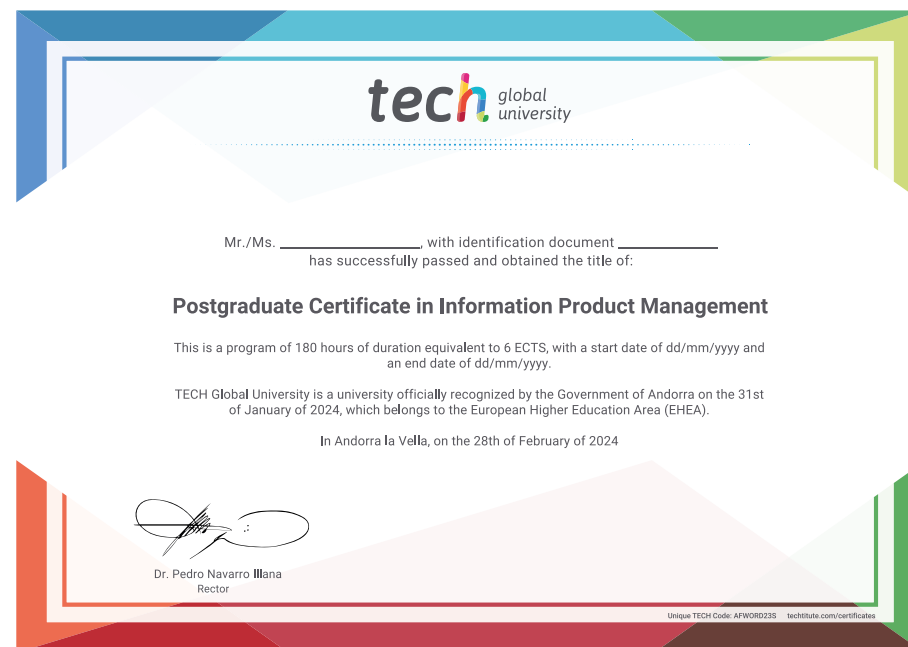 tech global
university
Mr./Ms. ____________, with identification document ____________
has successfully passed and obtained the title of:
Postgraduate Certificate in Information Product Management
This is a program of 180 hours of duration equivalent to 6 ECTS, with a start date of dd/mm/yyyy and
an end date of dd/mm/yyyy.
TECH Global University is a university officially recognized by the Government of Andorra on the 31st
of January of 2024, which belongs to the European Higher Education Area (EHEA).
In Andorra la Vella, on the 28th of February of 2024
Dr. Pedro Navarro Illana
Rector
Unique TECH Code: AFWORD23S techtitute.com/certificates